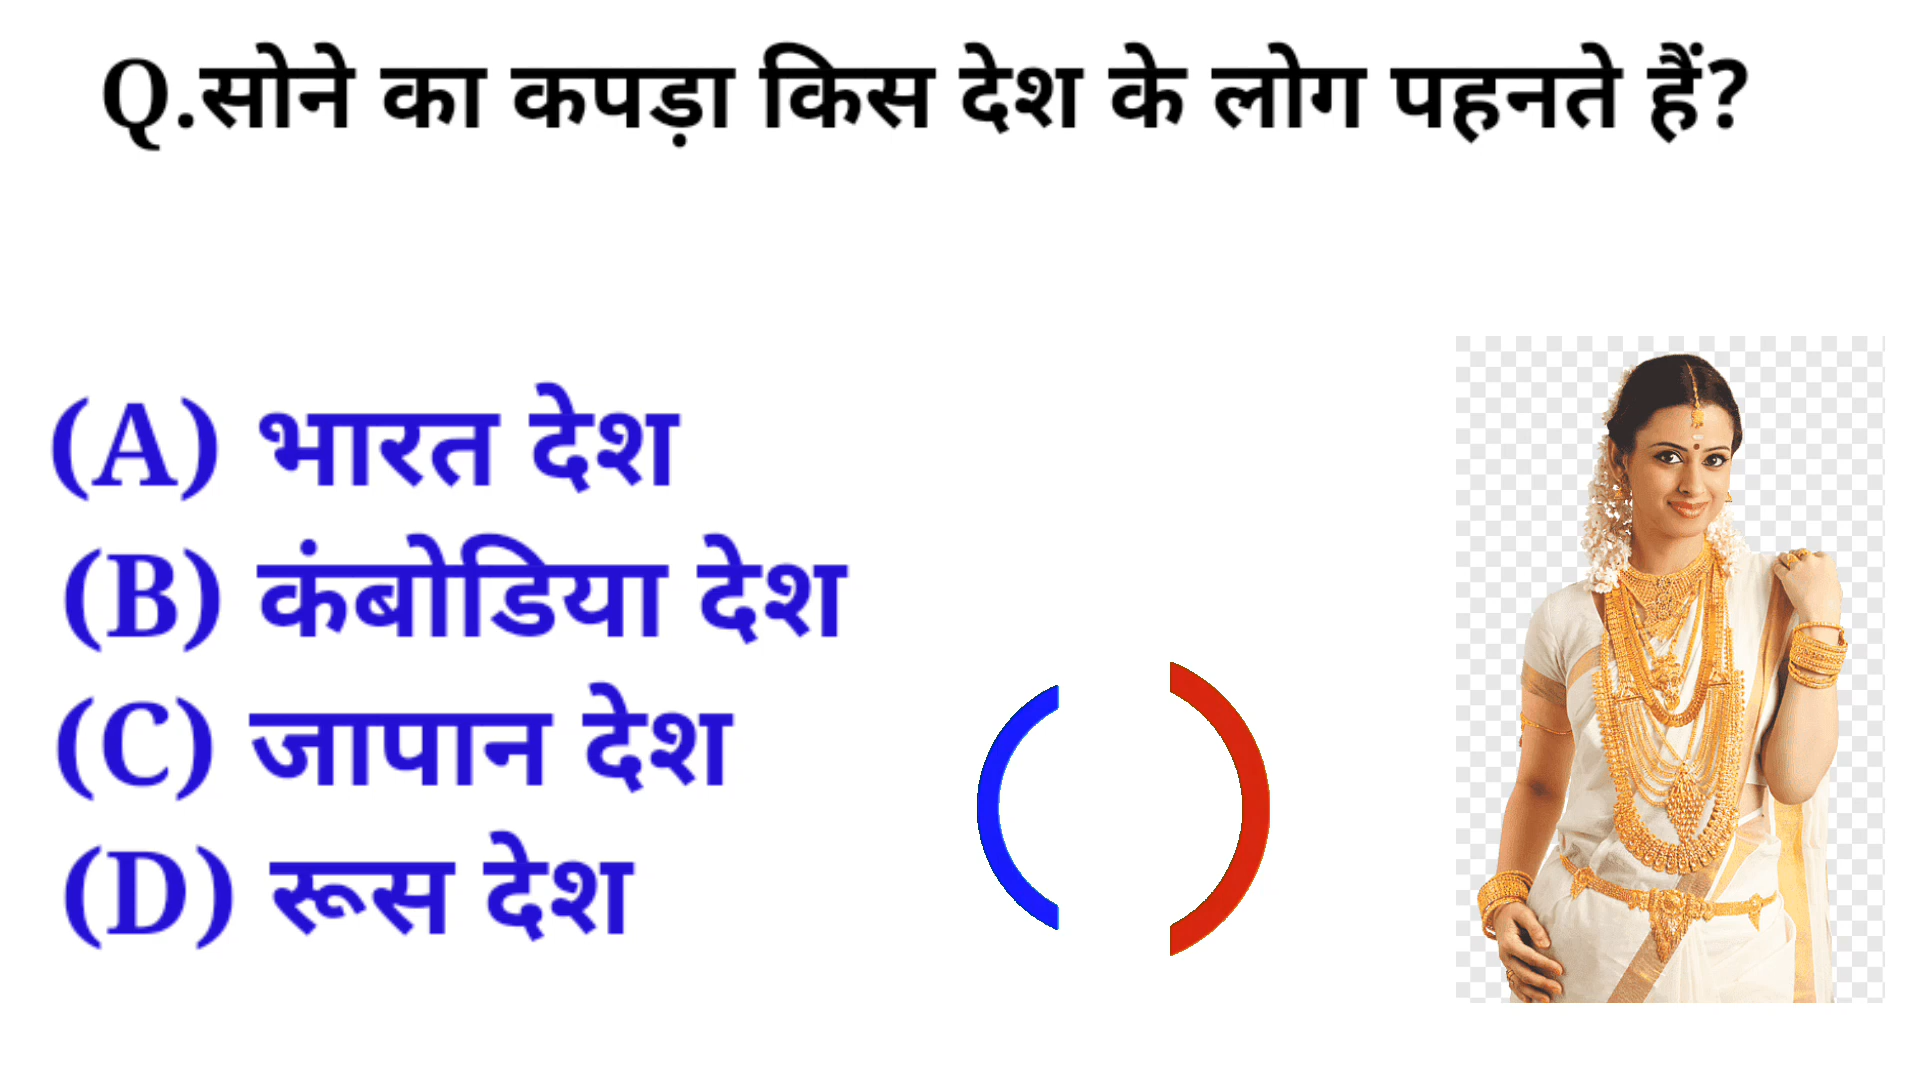 Q.सोने का कपड़ा किस देश के लोग पहनते हैं?
(A) भारत देश
(B) कंबोडिया देश
(C) जापान देश
(D) रूस देश